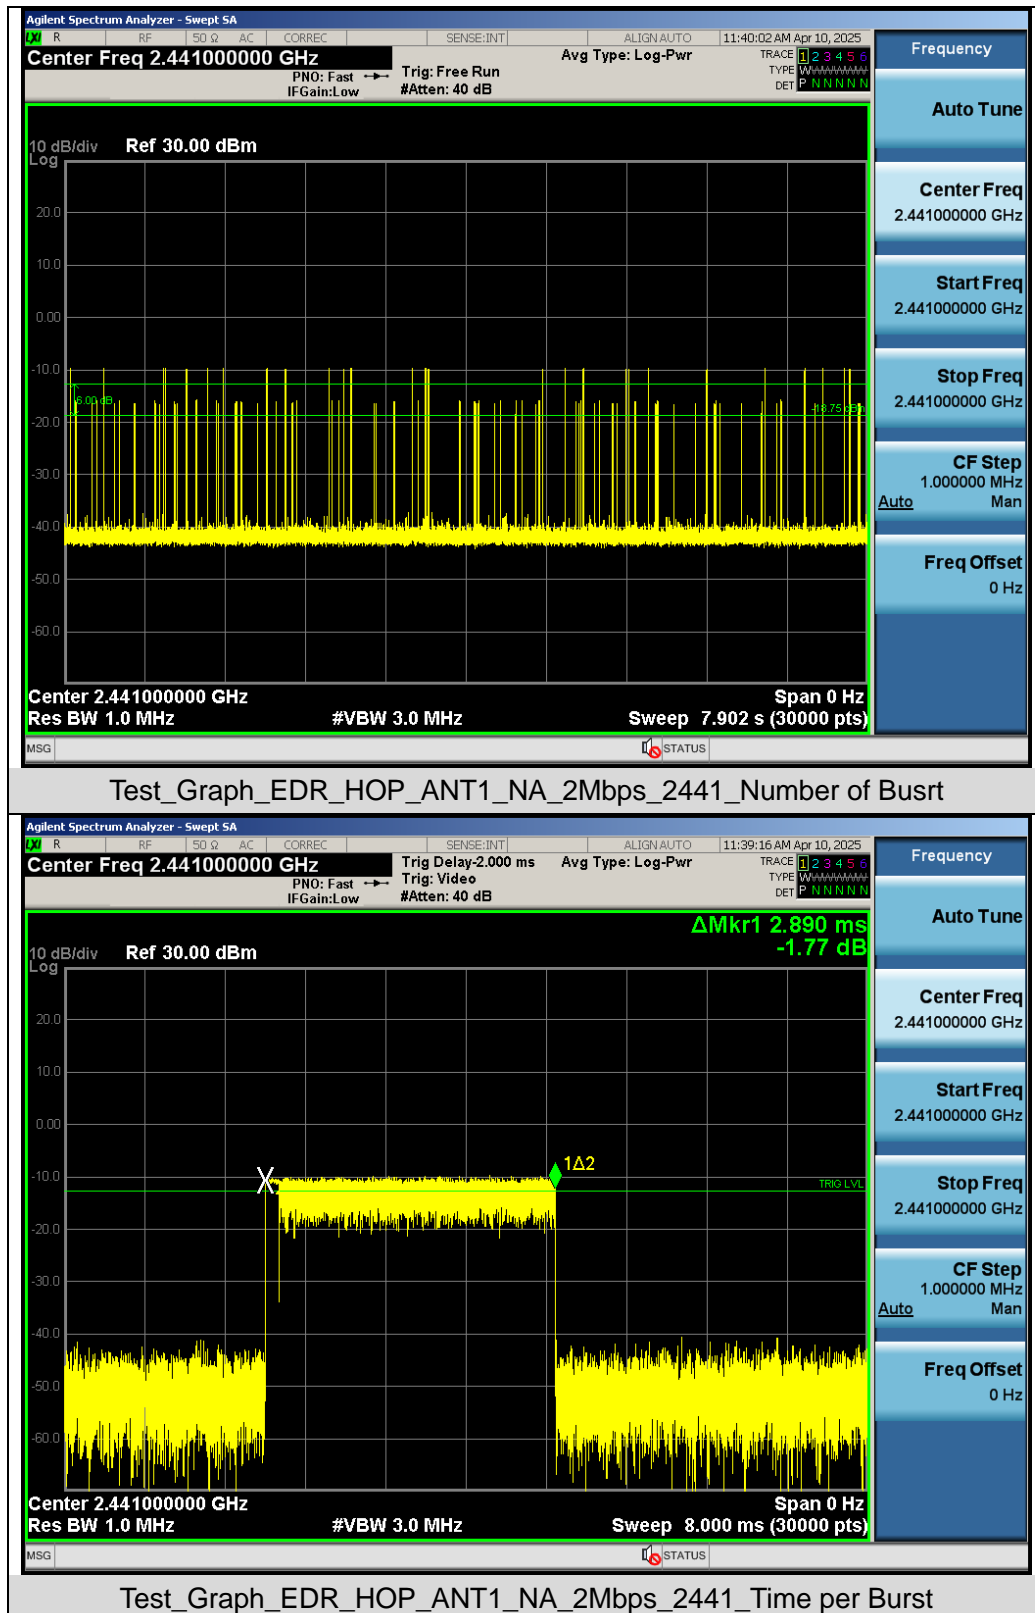 Agilent Spectrum Analyzer - Swept SA
LXI R RF 50 Ω AC CORREC SENSE:INT ALIGN AUTO 11:40:02 AM Apr 10, 2025
Center Freq 2.441000000 GHz Avg Type: Log-Pwr TRACE 1 2 3 4 5 6
PNO: Fast Trig: Free Run TYPE
IFGain:Low #Atten: 40 dB DET P N N N N N
10 dB/div Ref 30.00 dBm
Log
20.0
10.0
0.00
-10.0
6.00 dB
-18.75 dBm
-20.0
-30.0
-40.0
-50.0
-60.0
Center 2.441000000 GHz Span 0 Hz
Res BW 1.0 MHz #VBW 3.0 MHz Sweep 7.902 s (30000 pts)
MSG STATUS
Frequency
Auto Tune
Center Freq
2.441000000 GHz
Start Freq
2.441000000 GHz
Stop Freq
2.441000000 GHz
CF Step
1.000000 MHz
Auto Man
Freq Offset
0 Hz
Test_Graph_EDR_HOP_ANT1_NA_2Mbps_2441_Number of Busrt
Agilent Spectrum Analyzer - Swept SA
LXI R RF 50 Ω AC CORREC SENSE:INT ALIGN AUTO 11:39:16 AM Apr 10, 2025
Center Freq 2.441000000 GHz Trig Delay-2.000 ms Avg Type: Log-Pwr TRACE 1 2 3 4 5 6
PNO: Fast Trig: Video TYPE
IFGain:Low #Atten: 40 dB DET P N N N N N
ΔMkr1 2.890 ms
-1.77 dB
10 dB/div Ref 30.00 dBm
Log
20.0
10.0
0.00
-10.0
1Δ2
TRIG LVL
-20.0
-30.0
-40.0
-50.0
-60.0
Center 2.441000000 GHz Span 0 Hz
Res BW 1.0 MHz #VBW 3.0 MHz Sweep 8.000 ms (30000 pts)
MSG STATUS
Frequency
Auto Tune
Center Freq
2.441000000 GHz
Start Freq
2.441000000 GHz
Stop Freq
2.441000000 GHz
CF Step
1.000000 MHz
Auto Man
Freq Offset
0 Hz
Test_Graph_EDR_HOP_ANT1_NA_2Mbps_2441_Time per Burst